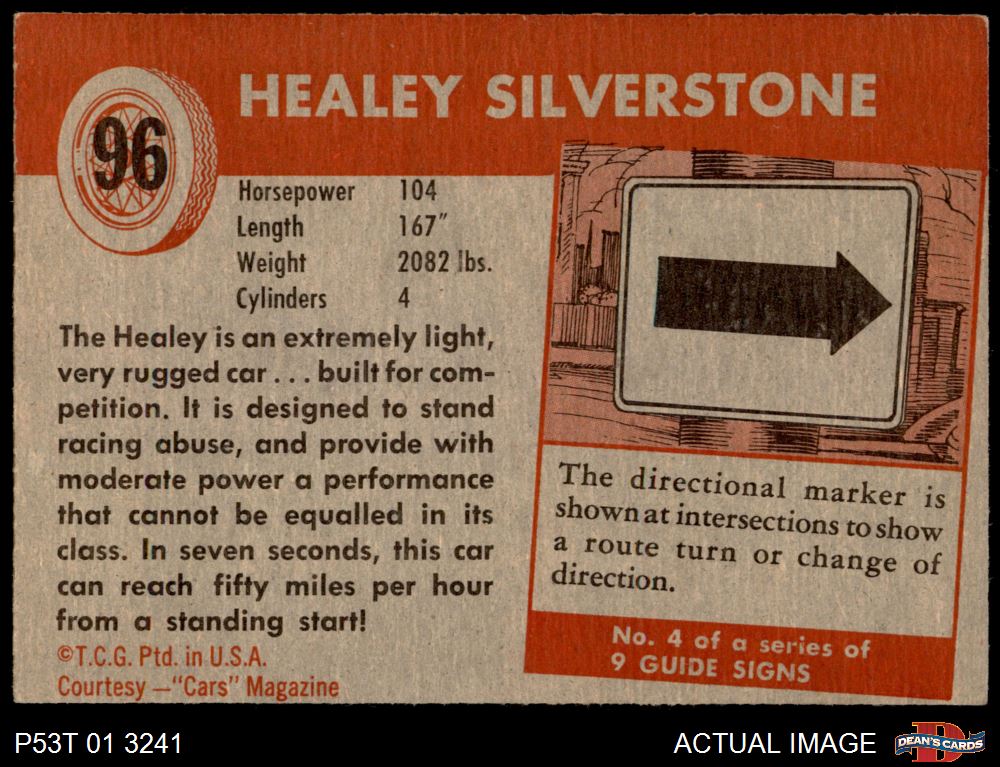 96
HEALEY SILVERSTONE
Horsepower 104
Length 167"
Weight 2082 lbs.
Cylinders 4
The Healey is an extremely light,
very rugged car . . . built for com-
petition. It is designed to stand
racing abuse, and provide with
moderate power a performance
that cannot be equalled in its
class. In seven seconds, this car
can reach fifty miles per hour
from a standing start!
©T.C.G. Ptd. in U.S.A.
Courtesy —"Cars" Magazine
The directional marker is
shown at intersections to show
a route turn or change of
direction.
No. 4 of a series of
9 GUIDE SIGNS
P53T 01 3241
ACTUAL IMAGE
D
DEAN'S CARDS